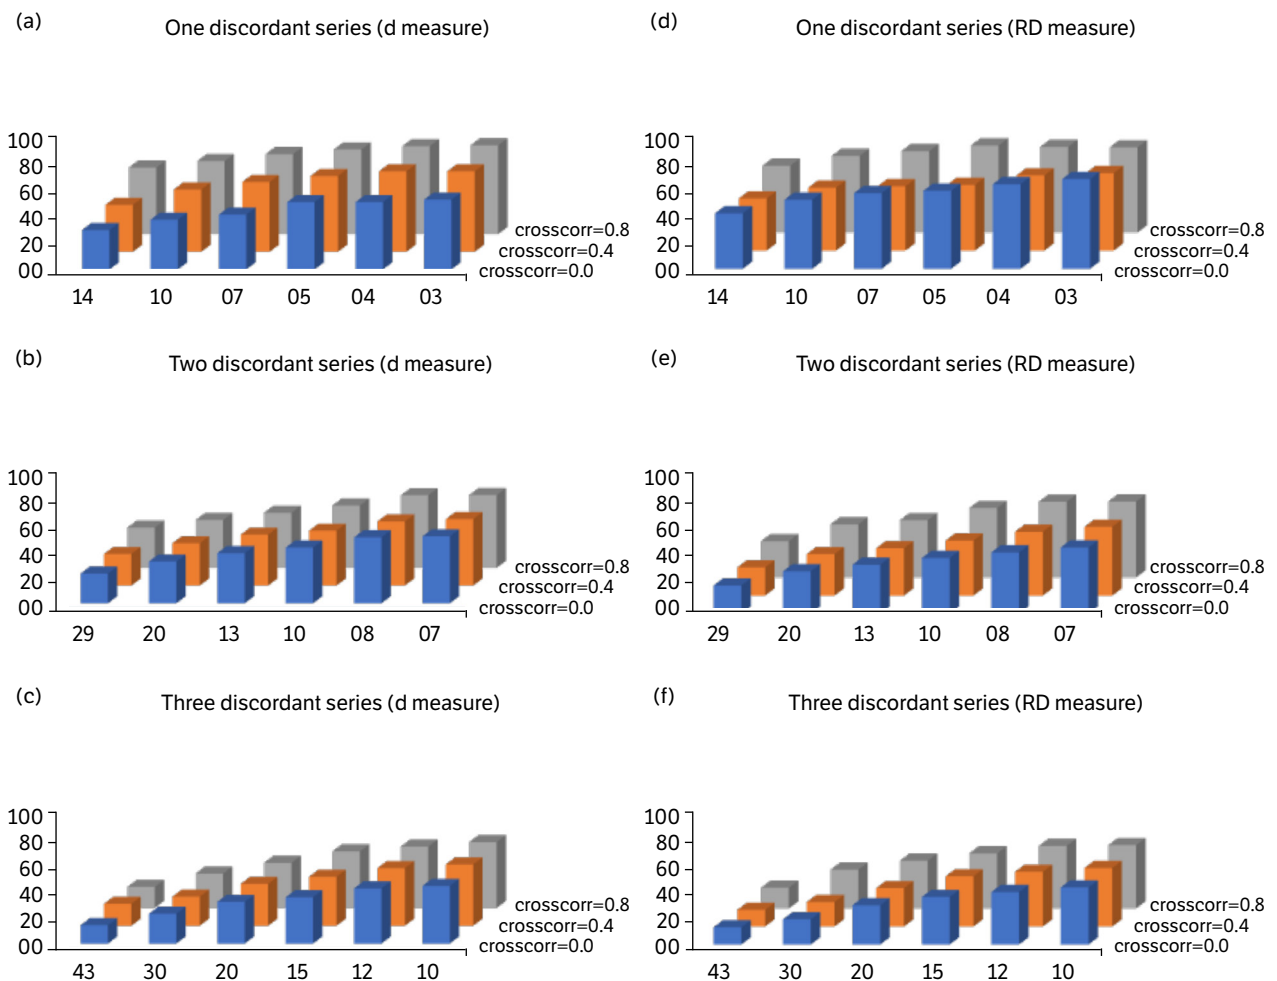 (a)
One discordant series (d measure)
100
80
60
40
20
00
crosscorr=0.8
crosscorr=0.4
crosscorr=0.0
14 10 07 05 04 03
(d)
One discordant series (RD measure)
100
80
60
40
20
00
crosscorr=0.8
crosscorr=0.4
crosscorr=0.0
14 10 07 05 04 03
(b)
Two discordant series (d measure)
100
80
60
40
20
00
crosscorr=0.8
crosscorr=0.4
crosscorr=0.0
29 20 13 10 08 07
(e)
Two discordant series (RD measure)
100
80
60
40
20
00
crosscorr=0.8
crosscorr=0.4
crosscorr=0.0
29 20 13 10 08 07
(c)
Three discordant series (d measure)
100
80
60
40
20
00
crosscorr=0.8
crosscorr=0.4
crosscorr=0.0
43 30 20 15 12 10
(f)
Three discordant series (RD measure)
100
80
60
40
20
00
crosscorr=0.8
crosscorr=0.4
crosscorr=0.0
43 30 20 15 12 10